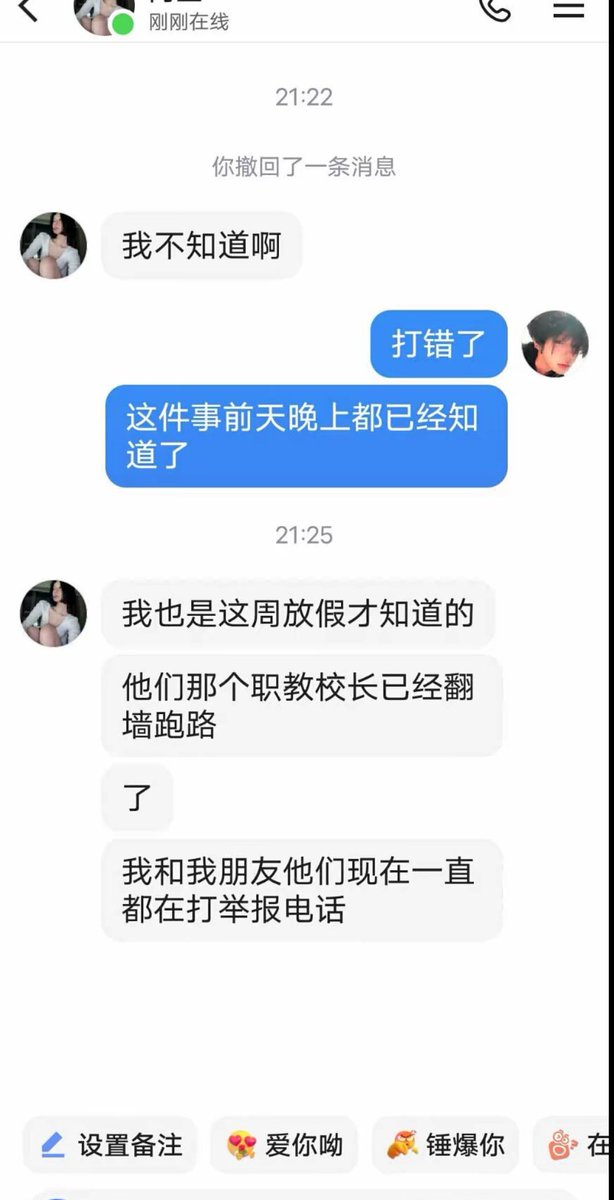 刚刚在线
21:22
你撤回了一条消息
我不知道啊
打错了
这件事前天晚上都已经知
道了
21:25
我也是这周放假才知道的
他们那个职教校长已经翻
墙跑路
了
我和我朋友他们现在一直
都在打举报电话
设置备注
爱你呦
锤爆你
在